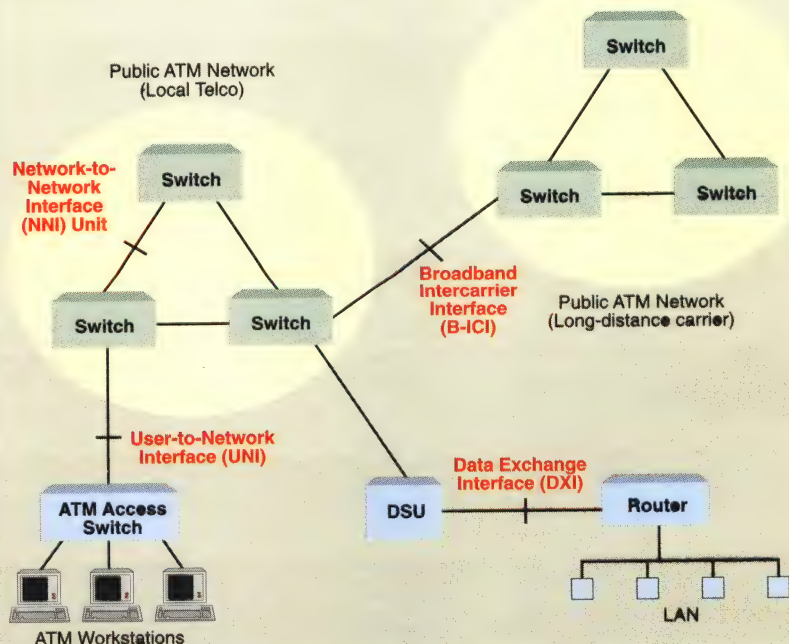 Switch
Public ATM Network
(Local Telco)
Network-to-
Network
Interface
(NNI) Unit
Switch
Switch
Switch
Broadband
Intercarrier
Interface
(B-ICI)
Public ATM Network
(Long-distance carrier)
Switch
Switch
User-to-Network
Interface (UNI)
Data Exchange
Interface (DXI)
ATM Access
Switch
DSU
Router
LAN
ATM Workstations